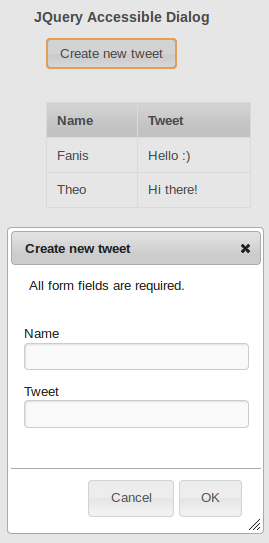 JQuery Accessible Dialog
Create new tweet
Name Tweet
Fanis Hello :)
Theo Hi there!
Create new tweet
All form fields are required.
Name
Tweet
Cancel OK